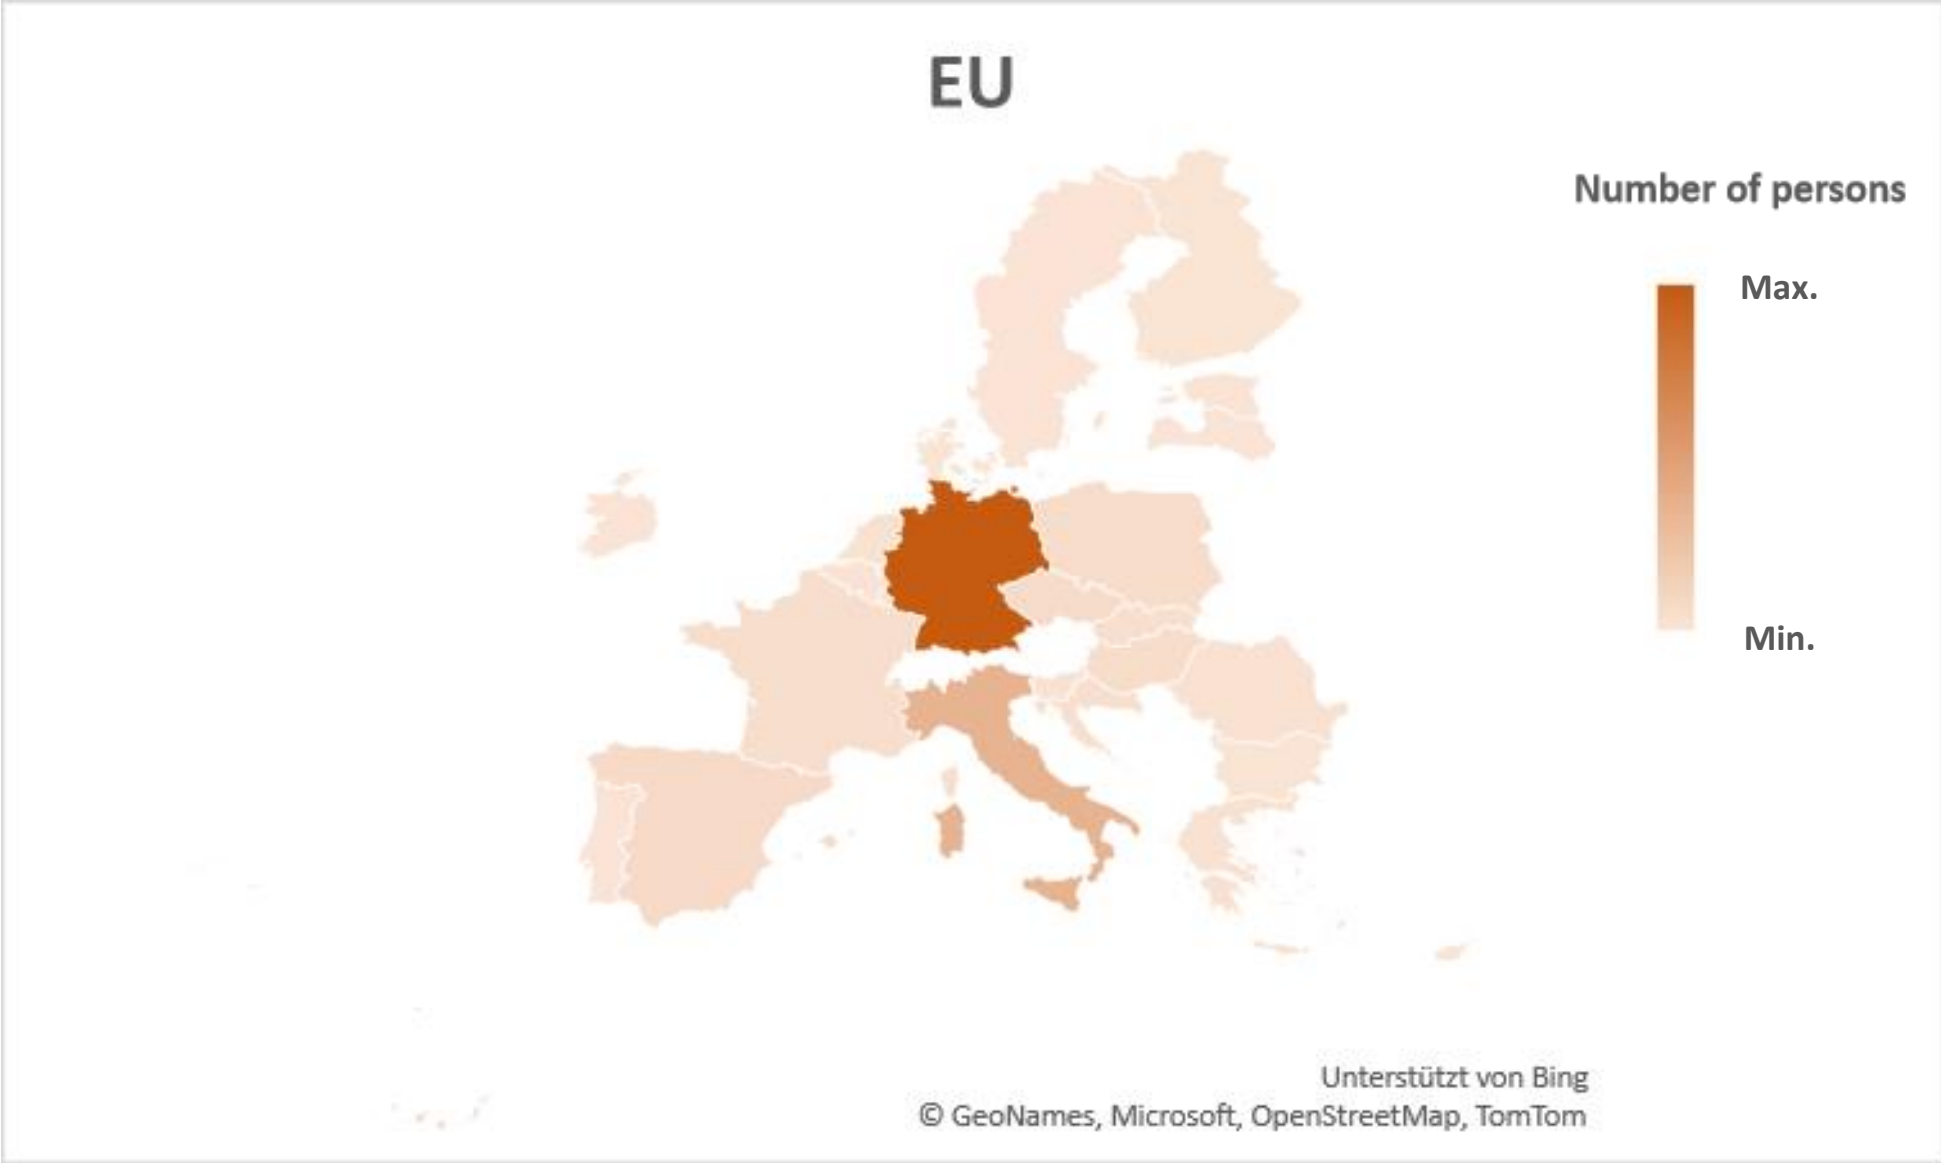 EU
Number of persons
Max.
Min.
Unterstützt von Bing
© GeoNames, Microsoft, OpenStreetMap, TomTom